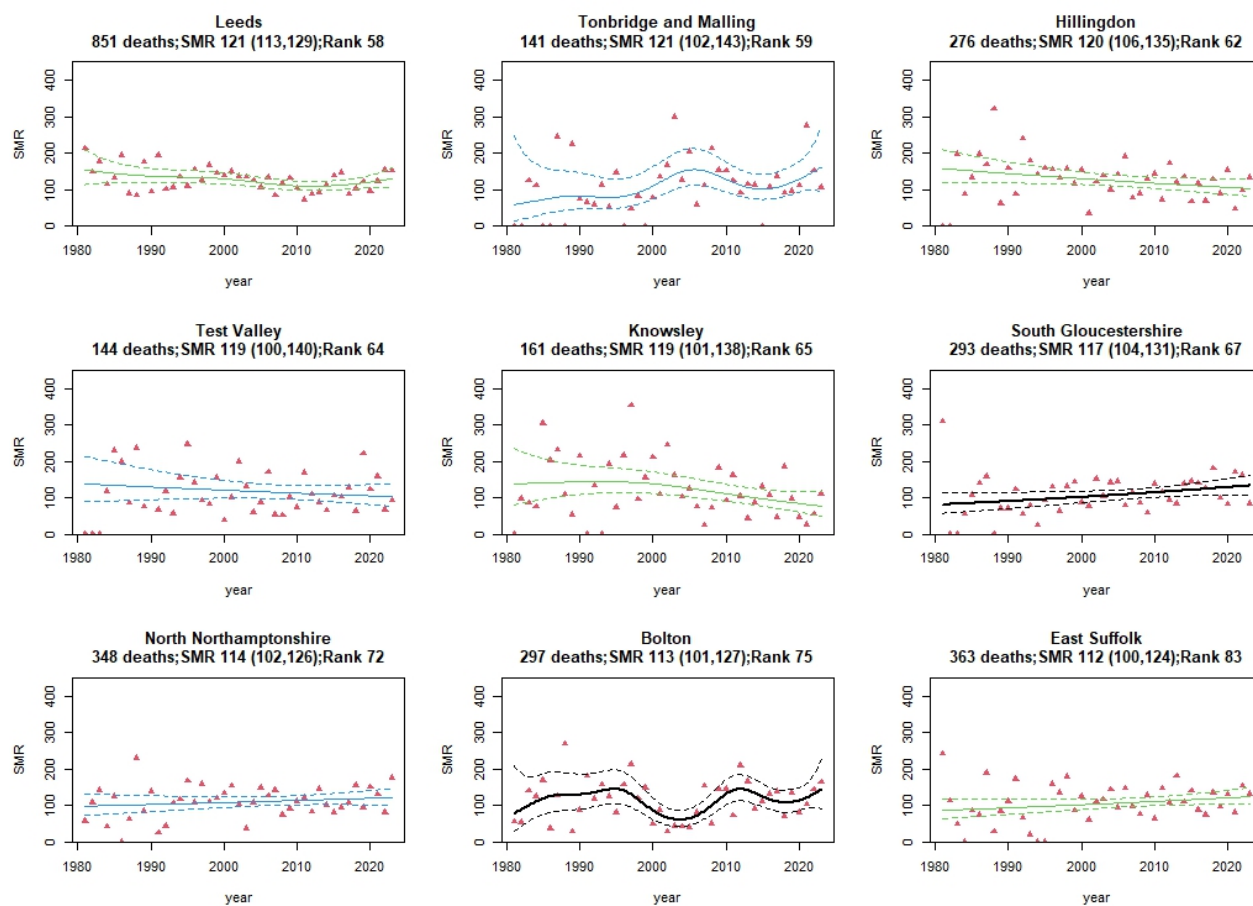 Leeds
851 deaths;SMR 121 (113,129);Rank 58
SMR
0 100 200 300 400
1980 1990 2000 2010 2020
year
Tonbridge and Malling
141 deaths;SMR 121 (102,143);Rank 59
SMR
0 100 200 300 400
1980 1990 2000 2010 2020
year
Hillingdon
276 deaths;SMR 120 (106,135);Rank 62
SMR
0 100 200 300 400
1980 1990 2000 2010 2020
year
Test Valley
144 deaths;SMR 119 (100,140);Rank 64
SMR
0 100 200 300 400
1980 1990 2000 2010 2020
year
Knowsley
161 deaths;SMR 119 (101,138);Rank 65
SMR
0 100 200 300 400
1980 1990 2000 2010 2020
year
South Gloucestershire
293 deaths;SMR 117 (104,131);Rank 67
SMR
0 100 200 300 400
1980 1990 2000 2010 2020
year
North Northamptonshire
348 deaths;SMR 114 (102,126);Rank 72
SMR
0 100 200 300 400
1980 1990 2000 2010 2020
year
Bolton
297 deaths;SMR 113 (101,127);Rank 75
SMR
0 100 200 300 400
1980 1990 2000 2010 2020
year
East Suffolk
363 deaths;SMR 112 (100,124);Rank 83
SMR
0 100 200 300 400
1980 1990 2000 2010 2020
year